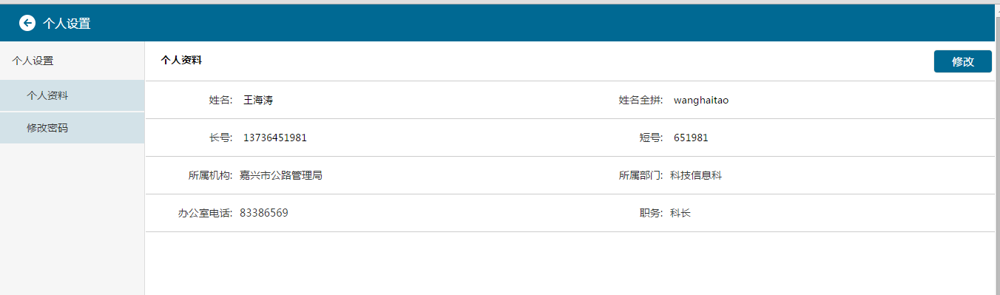 个人设置
个人设置
个人资料
修改密码
个人资料
修改
姓名: 王海涛 姓名全拼: wanghaitao
长号: 13736451981 短号: 651981
所属机构: 嘉兴市公路管理局 所属部门: 科技信息科
办公室电话: 83386569 职务: 科长